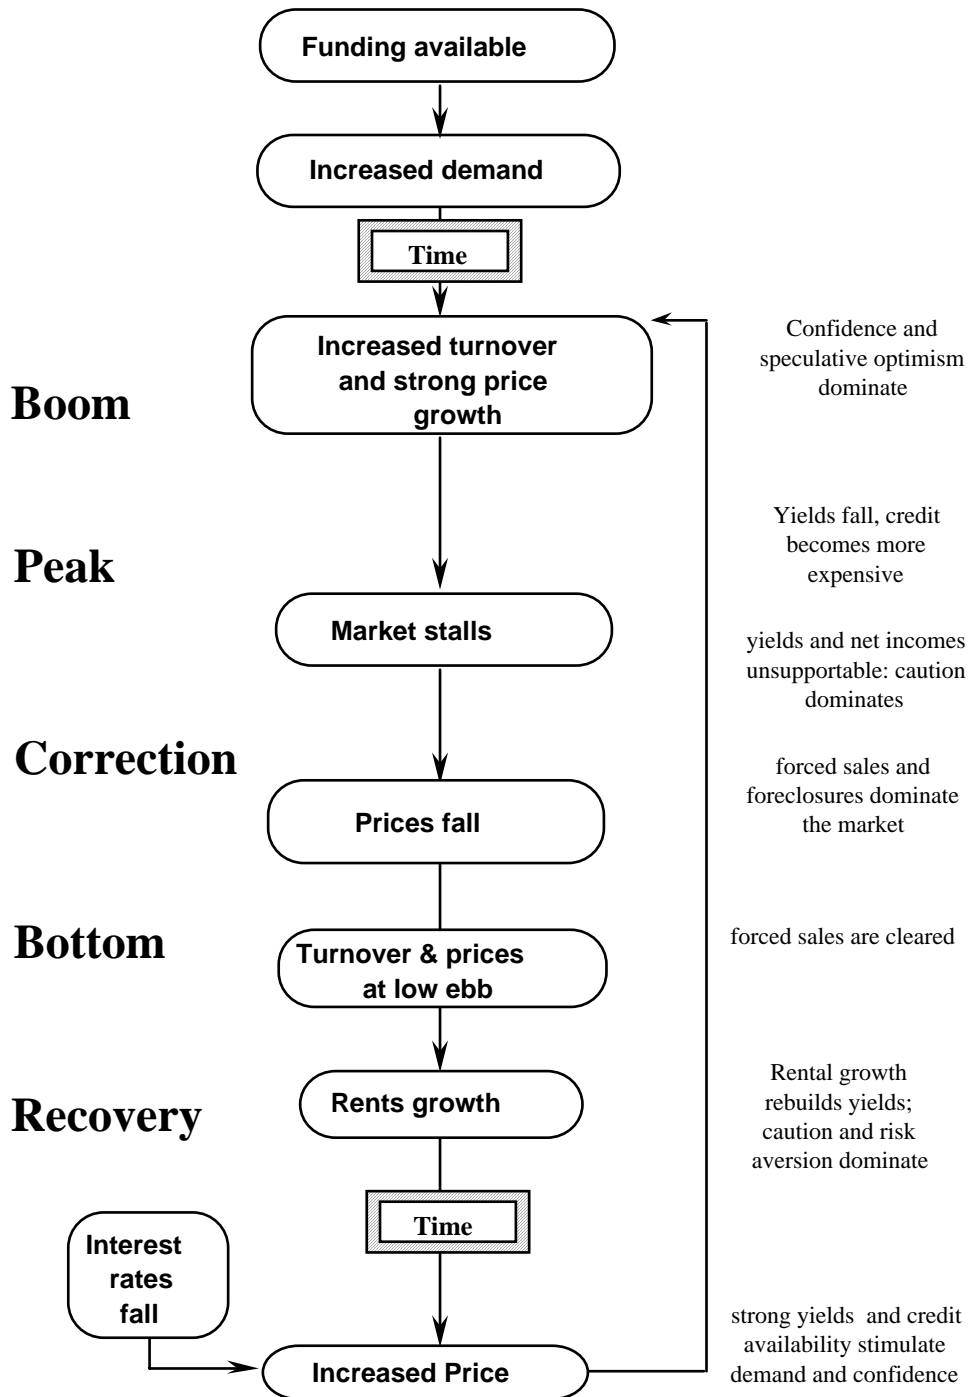 Funding available
Increased demand
Time
Increased turnover
and strong price
growth
Confidence and
speculative optimism
dominate
Boom
Yields fall, credit
becomes more
expensive
Peak
Market stalls
yields and net incomes
unsupportable: caution
dominates
Correction
forced sales and
foreclosures dominate
the market
Prices fall
Bottom
Turnover & prices
at low ebb
forced sales are cleared
Recovery
Rents growth
Rental growth
rebuilds yields;
caution and risk
aversion dominate
Time
Interest
rates
fall
Increased Price
strong yields and credit
availability stimulate
demand and confidence